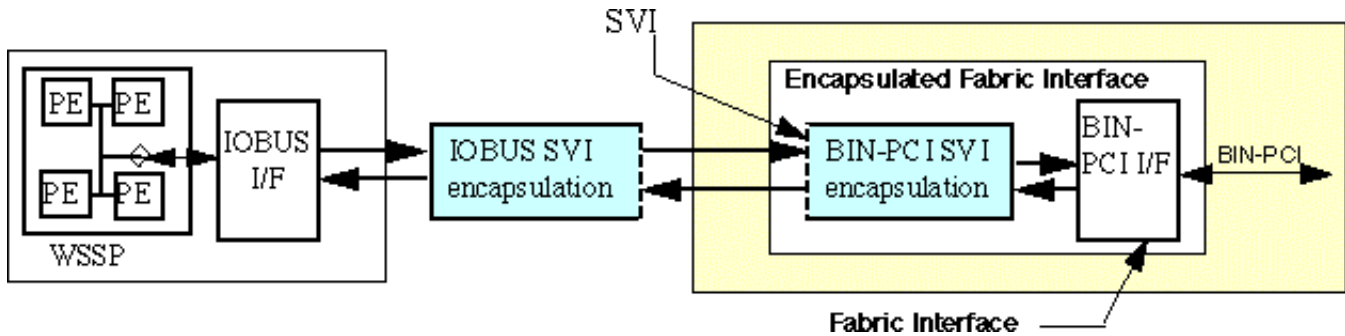 SVI
Encapsulated Fabric Interface
PE
PE
PE
PE
WSSP
IOBUS
I/F
IOBUS SVI
encapsulation
BIN-PCI SVI
encapsulation
BIN-
PCI I/F
BIN-PCI
Fabric Interface